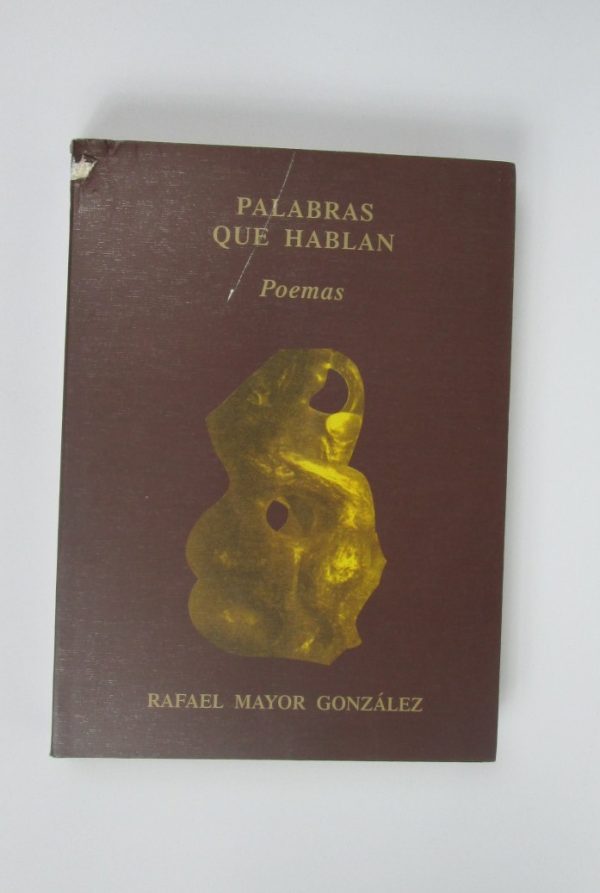 PALABRAS
QUE HABLAN
Poemas
RAFAEL MAYOR GONZÁLEZ